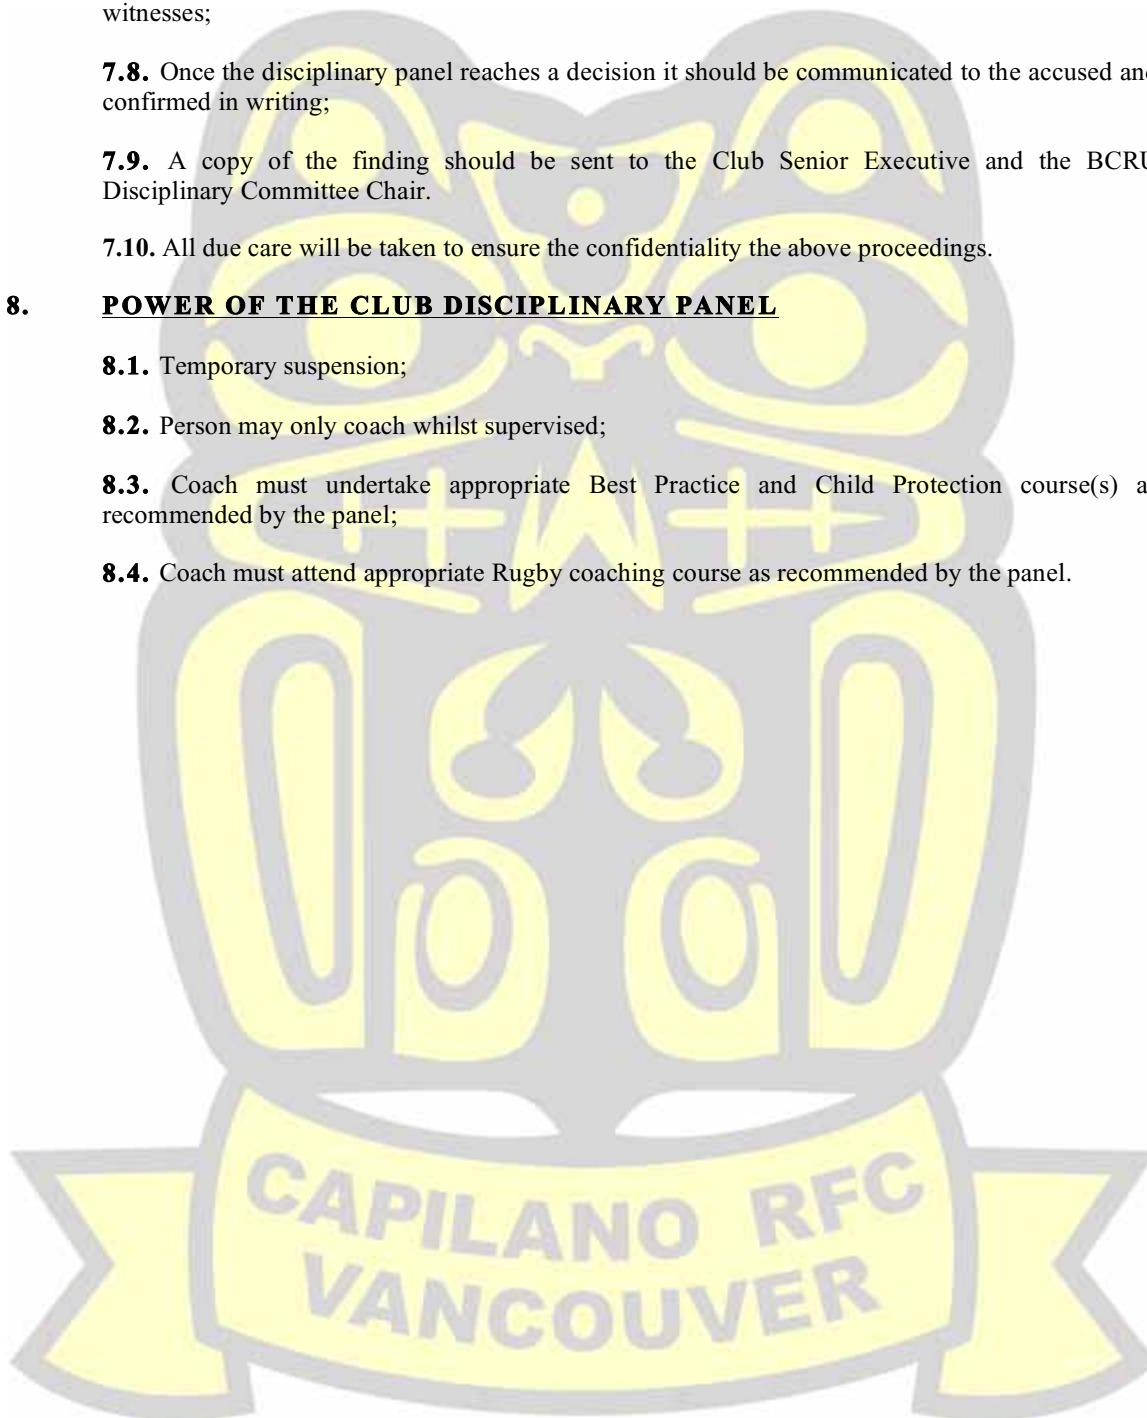 witnesses;
7.8. Once the disciplinary panel reaches a decision it should be communicated to the accused and
confirmed in writing;
7.9. A copy of the finding should be sent to the Club Senior Executive and the BCRU
Disciplinary Committee Chair.
7.10. All due care will be taken to ensure the confidentiality the above proceedings.
8. POWER OF THE CLUB DISCIPLINARY PANEL
8.1. Temporary suspension;
8.2. Person may only coach whilst supervised;
8.3. Coach must undertake appropriate Best Practice and Child Protection course(s) a
recommended by the panel;
8.4. Coach must attend appropriate Rugby coaching course as recommended by the panel.
CAPILANO RFC
VANCOUVER